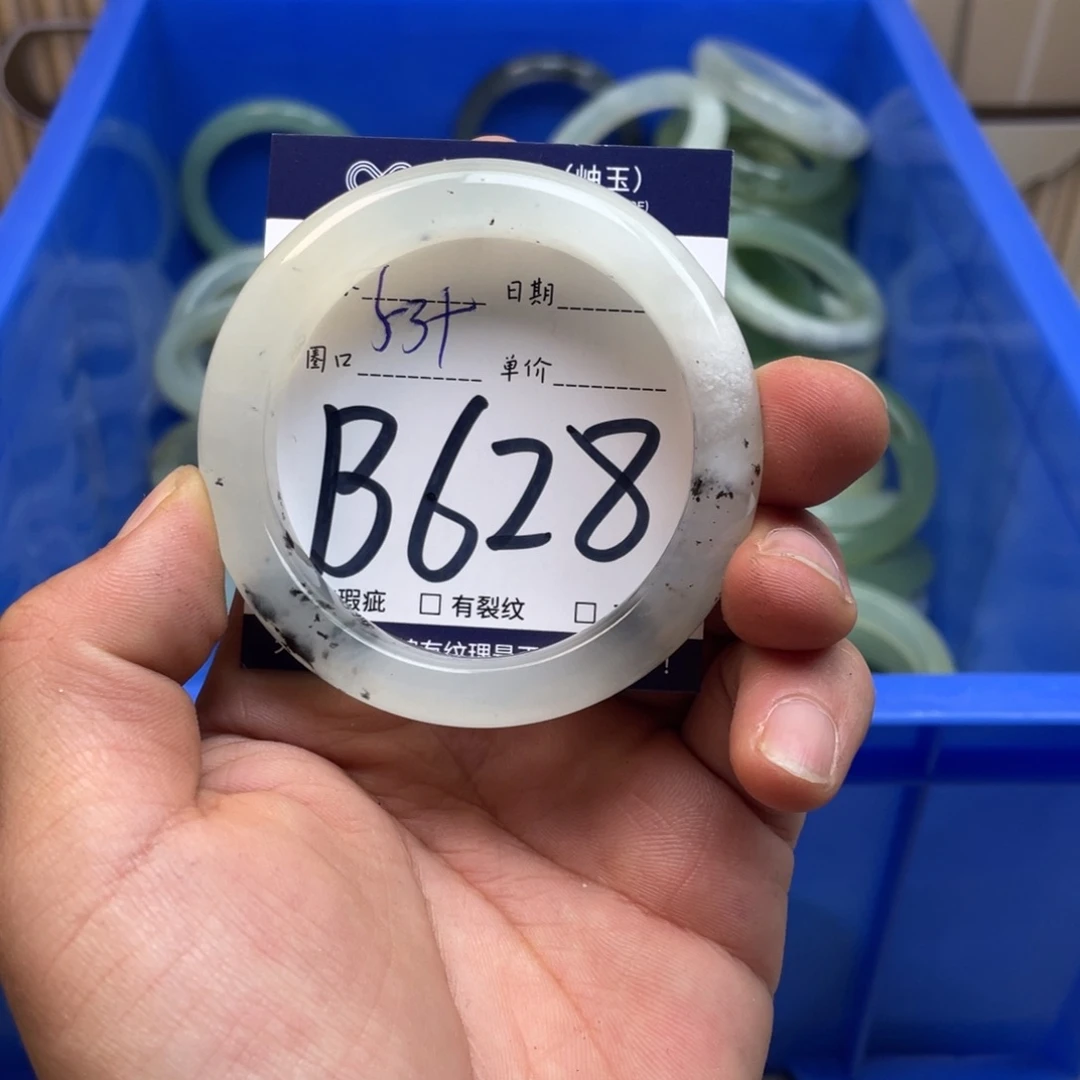 (岫玉)
53+ 日期
圈口 单价
B628
瑕疵 □ 有裂纹 □